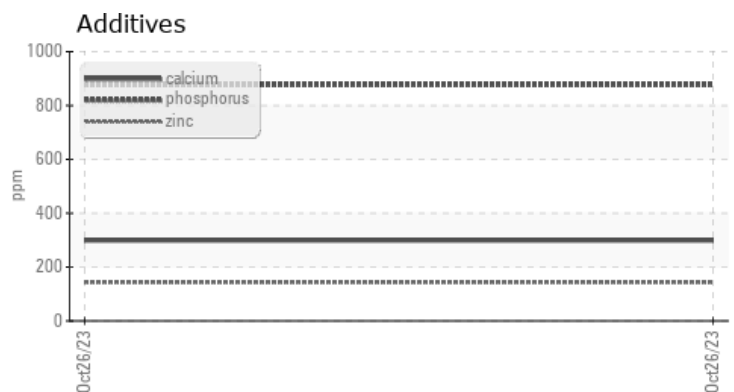 Additives
1000
calcium
phosphorus
800
zinc
600
ppm
400
200
0
Oct26/23
Oct26/23